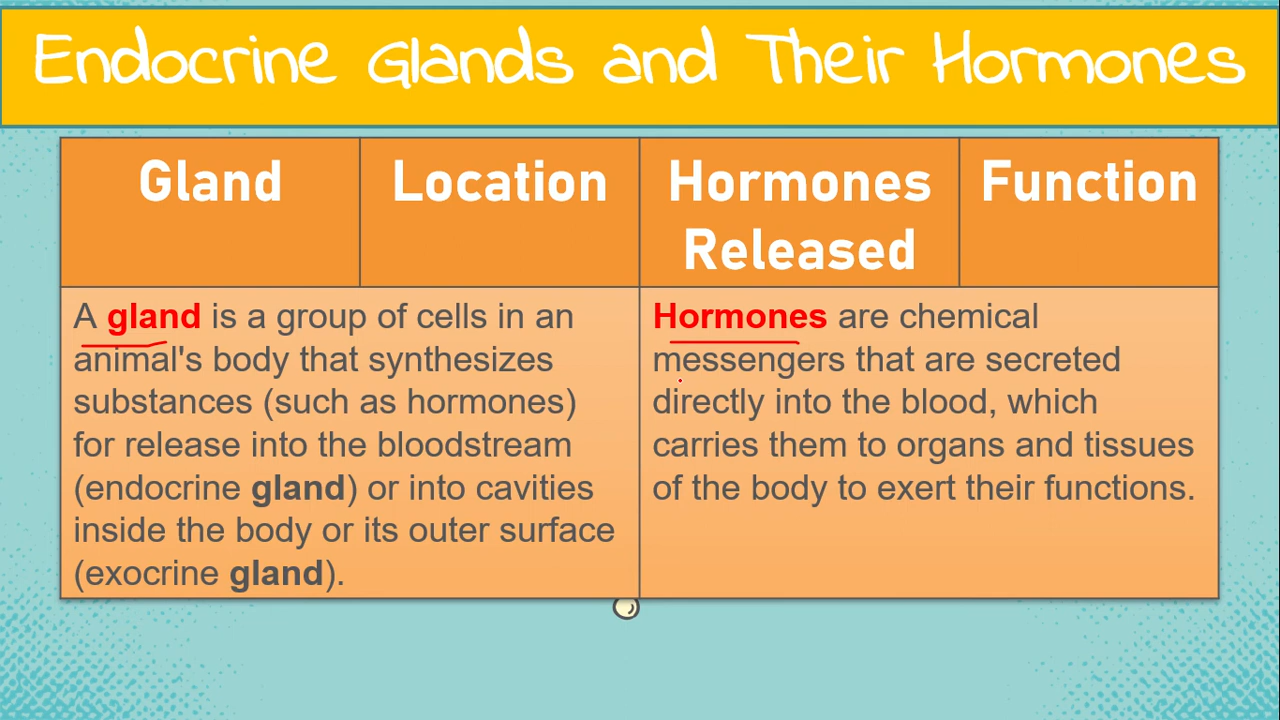 Endocrine Glands and Their Hormones
Gland
Location
Hormones
Released
Function
A gland is a group of cells in an
animal's body that synthesizes
substances (such as hormones)
for release into the bloodstream
(endocrine gland) or into cavities
inside the body or its outer surface
(exocrine gland).
Hormones are chemical
messengers that are secreted
directly into the blood, which
carries them to organs and tissues
of the body to exert their functions.